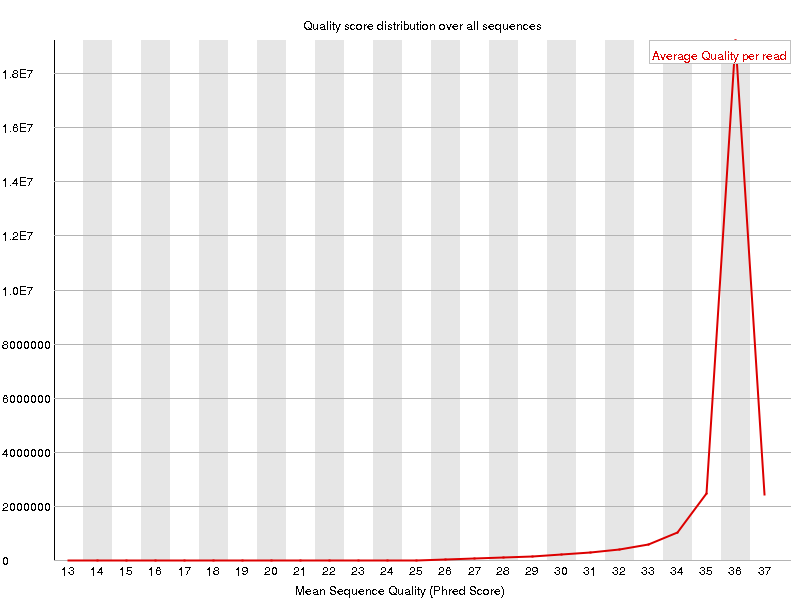 Quality score distribution over all sequences
Average Quality per read
1.8E7
1.6E7
1.4E7
1.2E7
1.0E7
8000000
6000000
4000000
2000000
0
13 14 15 16 17 18 19 20 21 22 23 24 25 26 27 28 29 30 31 32 33 34 35 36 37
Mean Sequence Quality (Phred Score)